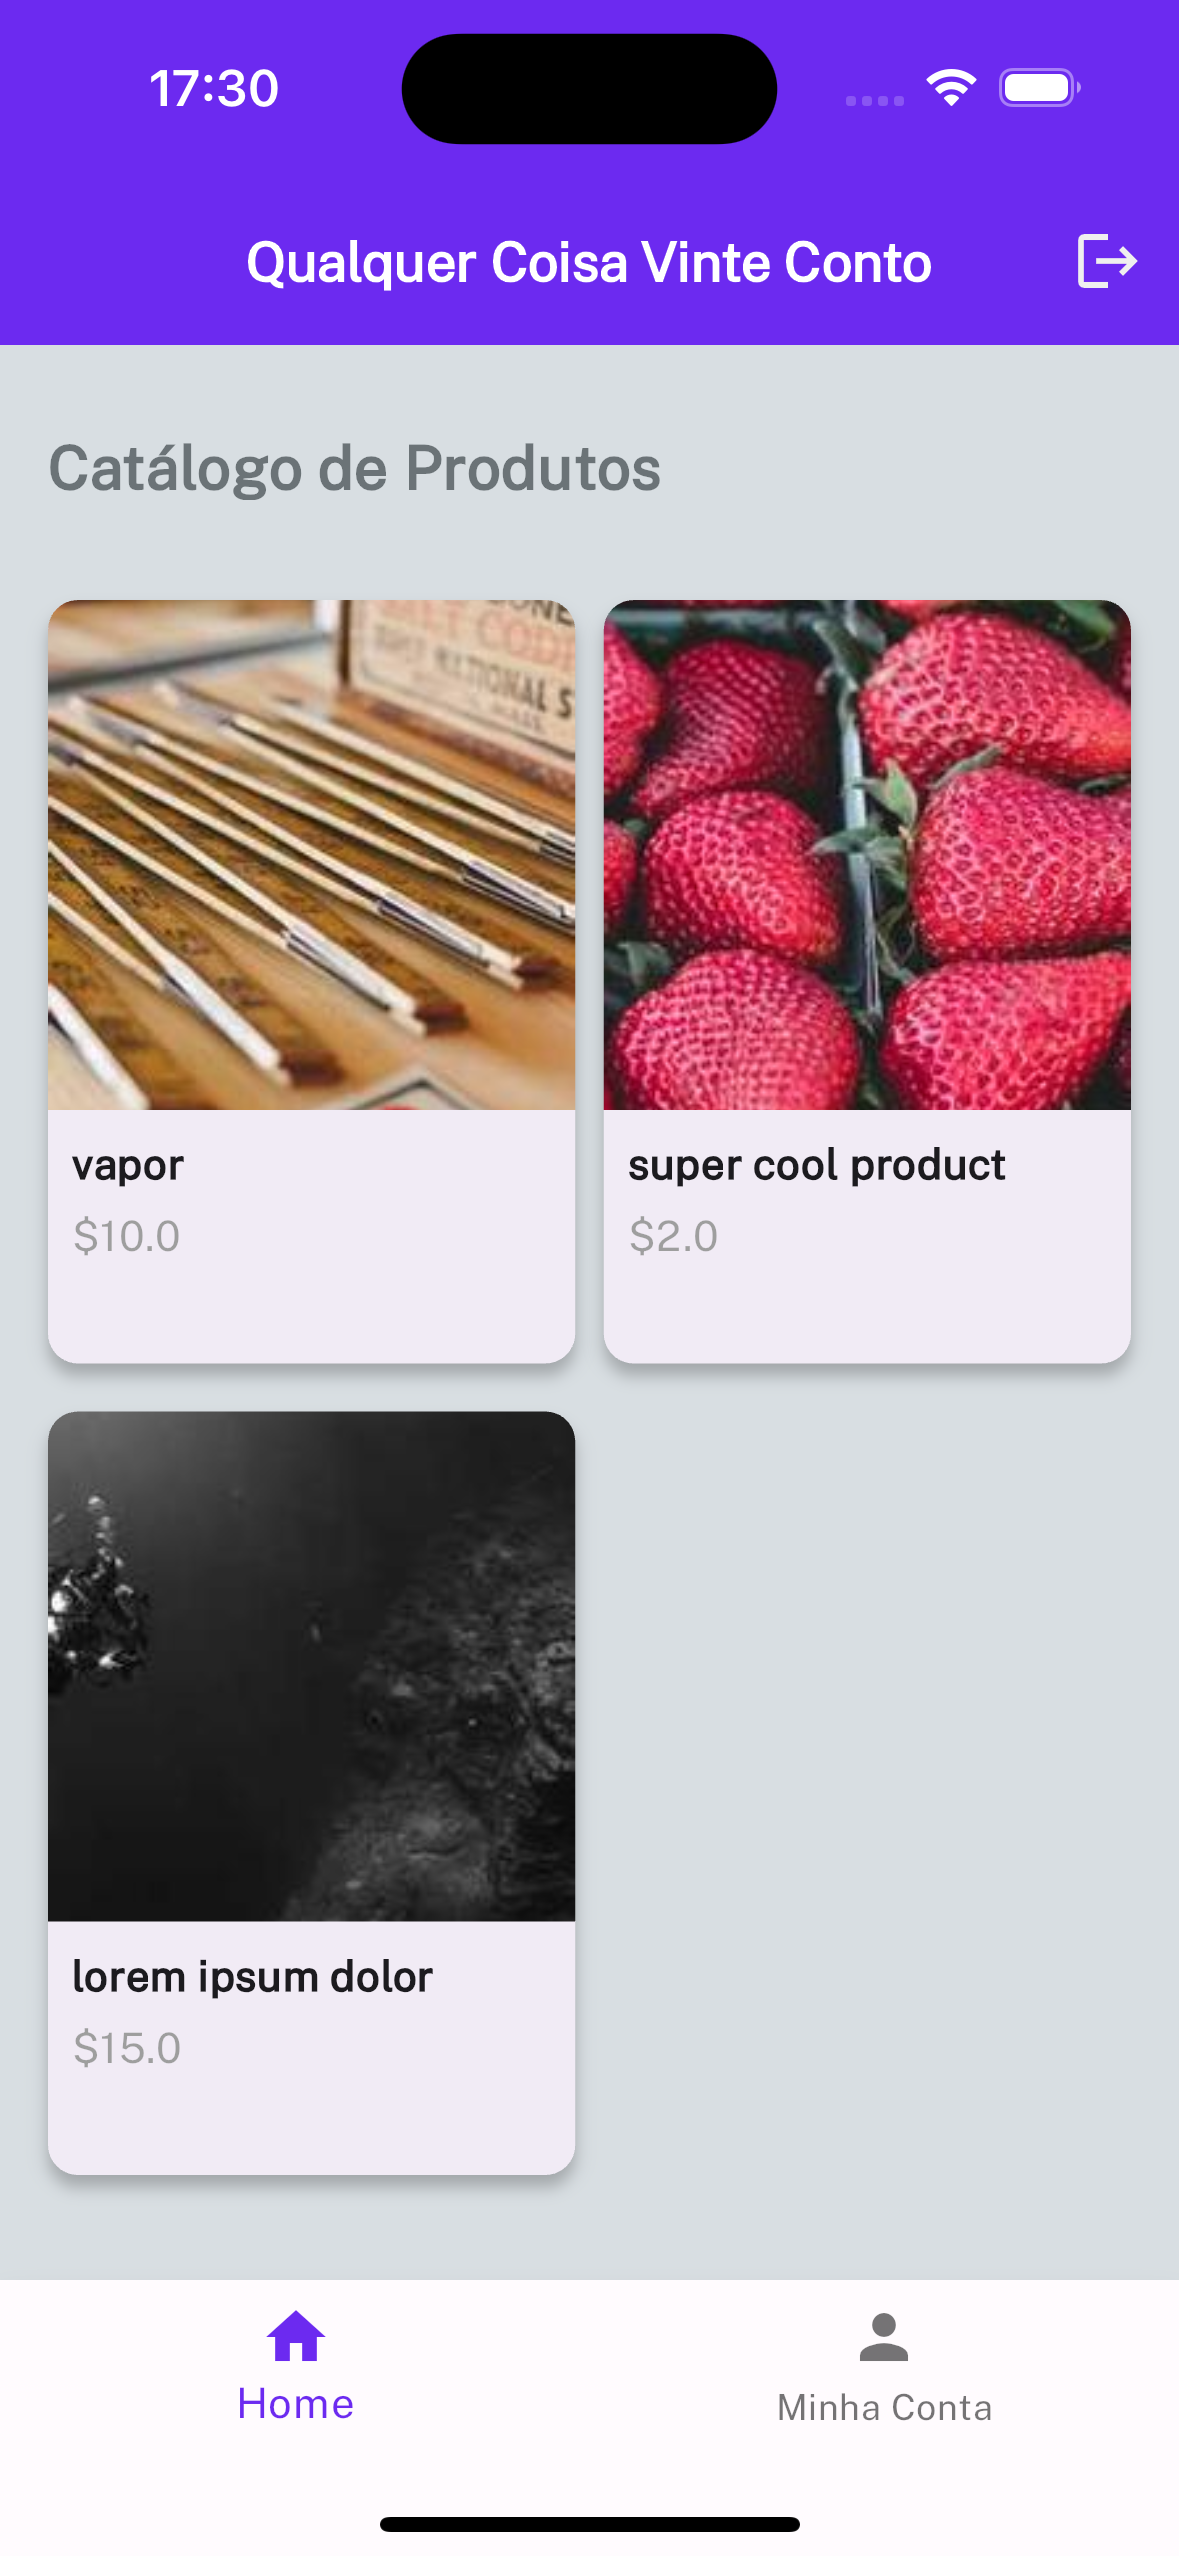 17:30
Qualquer Coisa Vinte Conto
Catálogo de Produtos
vapor
$10.0
super cool product
$2.0
lorem ipsum dolor
$15.0
Home
Minha Conta